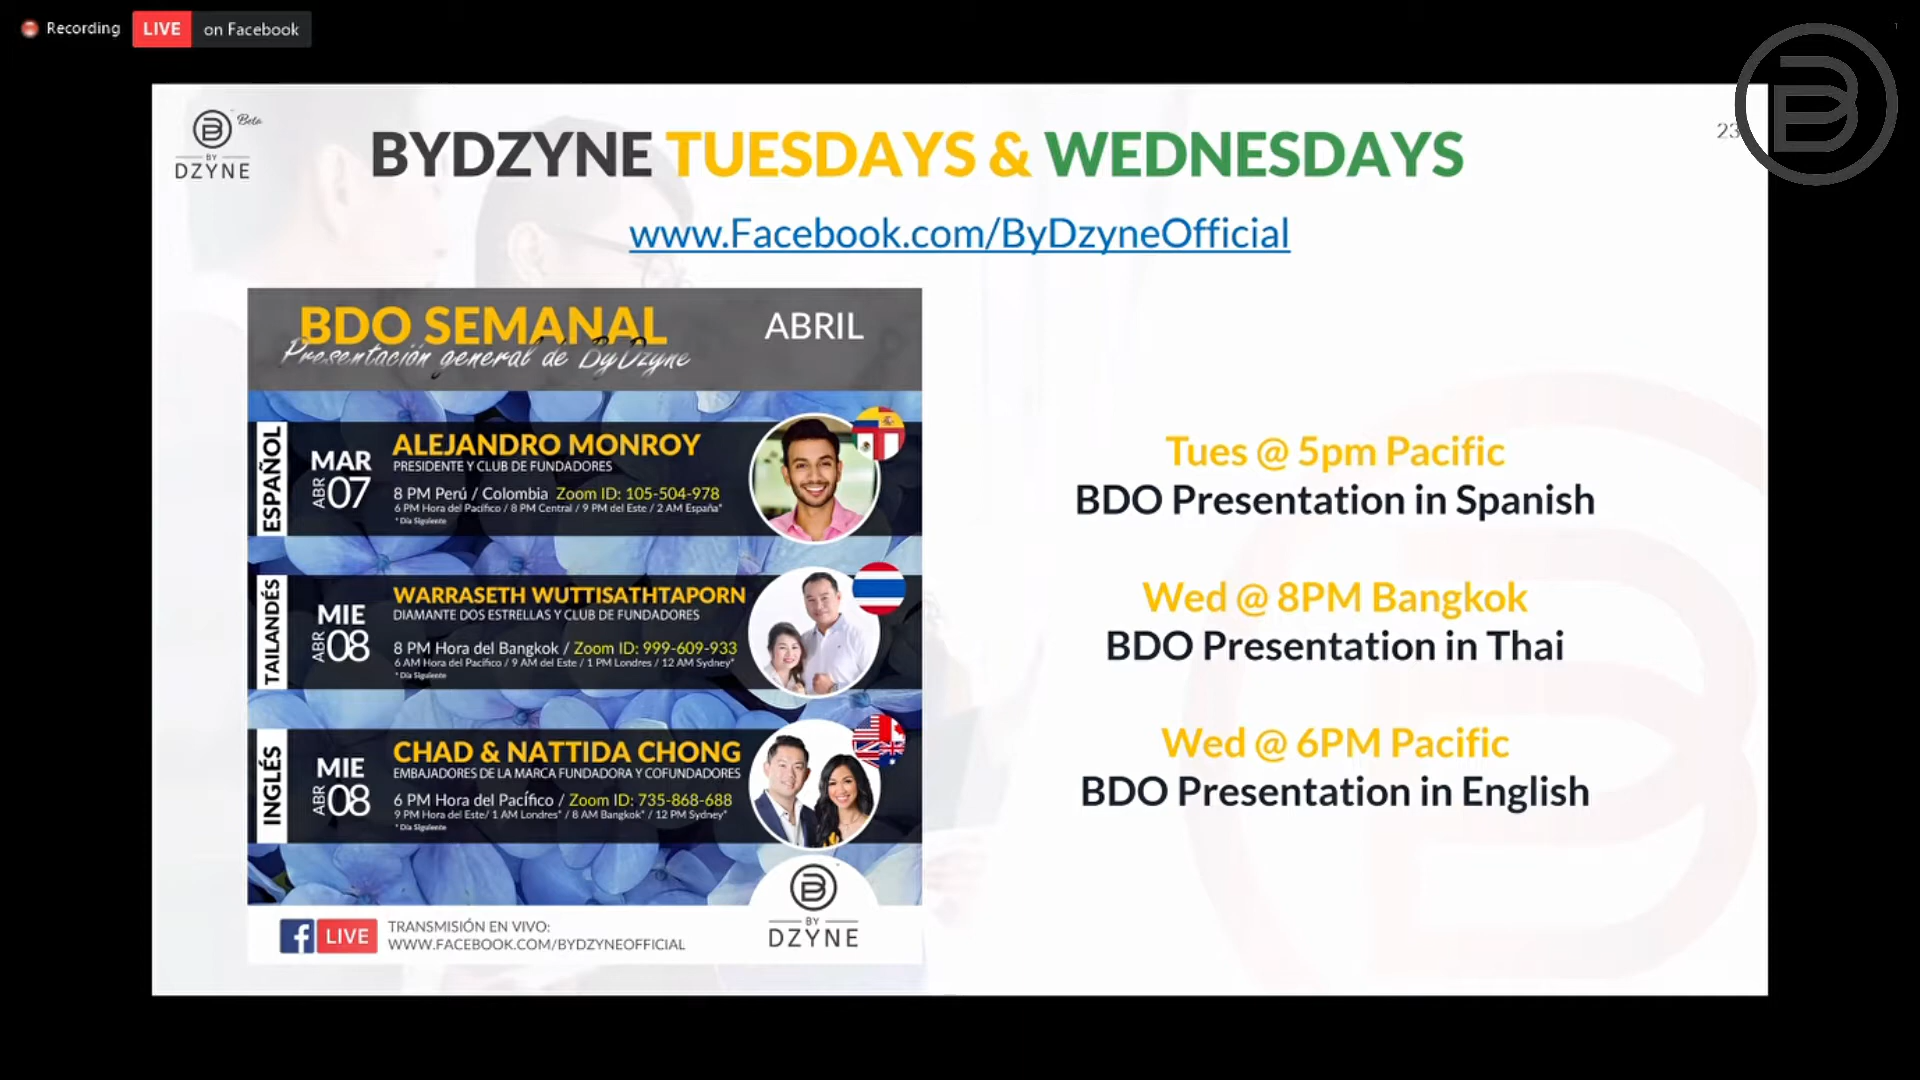 Recording LIVE on Facebook
Beta
BY
DZYNE
BYDZYNE TUESDAYS & WEDNESDAYS
23
www.Facebook.com/ByDzyneOfficial
BDO SEMANAL
ABRIL
Presentación general de ByDzyne
ESPAÑOL
MAR
ABR 07
ALEJANDRO MONROY
PRESIDENTE Y CLUB DE FUNDADORES
8 PM Perú / Colombia Zoom ID: 105-504-978
6 PM Hora del Pacífico / 8 PM Central / 9 PM del Este / 2 AM España*
* Día Siguiente
TAILANDÉS
MIE
ABR 08
WARRASETH WUTTISATHTAPORN
DIAMANTE DOS ESTRELLAS Y CLUB DE FUNDADORES
8 PM Hora del Bangkok / Zoom ID: 999-609-933
6 AM Hora del Pacífico / 9 AM del Este / 1 PM Londres / 12 AM Sydney*
* Día Siguiente
INGLÉS
MIE
ABR 08
CHAD & NATTIDA CHONG
EMBAJADORES DE LA MARCA FUNDADORA Y COFUNDADORES
6 PM Hora del Pacífico / Zoom ID: 735-868-688
9 PM Hora del Este/ 1 AM Londres* / 8 AM Bangkok* / 12 PM Sydney*
* Día Siguiente
LIVE
TRANSMISIÓN EN VIVO:
WWW.FACEBOOK.COM/BYDZYNEOFFICIAL
BY
DZYNE
Tues @ 5pm Pacific
BDO Presentation in Spanish
Wed @ 8PM Bangkok
BDO Presentation in Thai
Wed @ 6PM Pacific
BDO Presentation in English